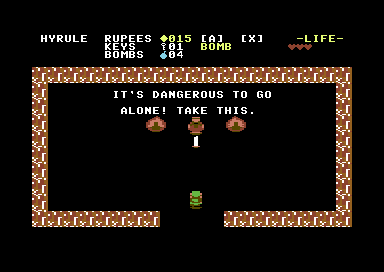 HYRULE RUPEES 015 [A] [X] -LIFE-
KEYS 01 BOMB
BOMBS 04
IT'S DANGEROUS TO GO
ALONE! TAKE THIS.